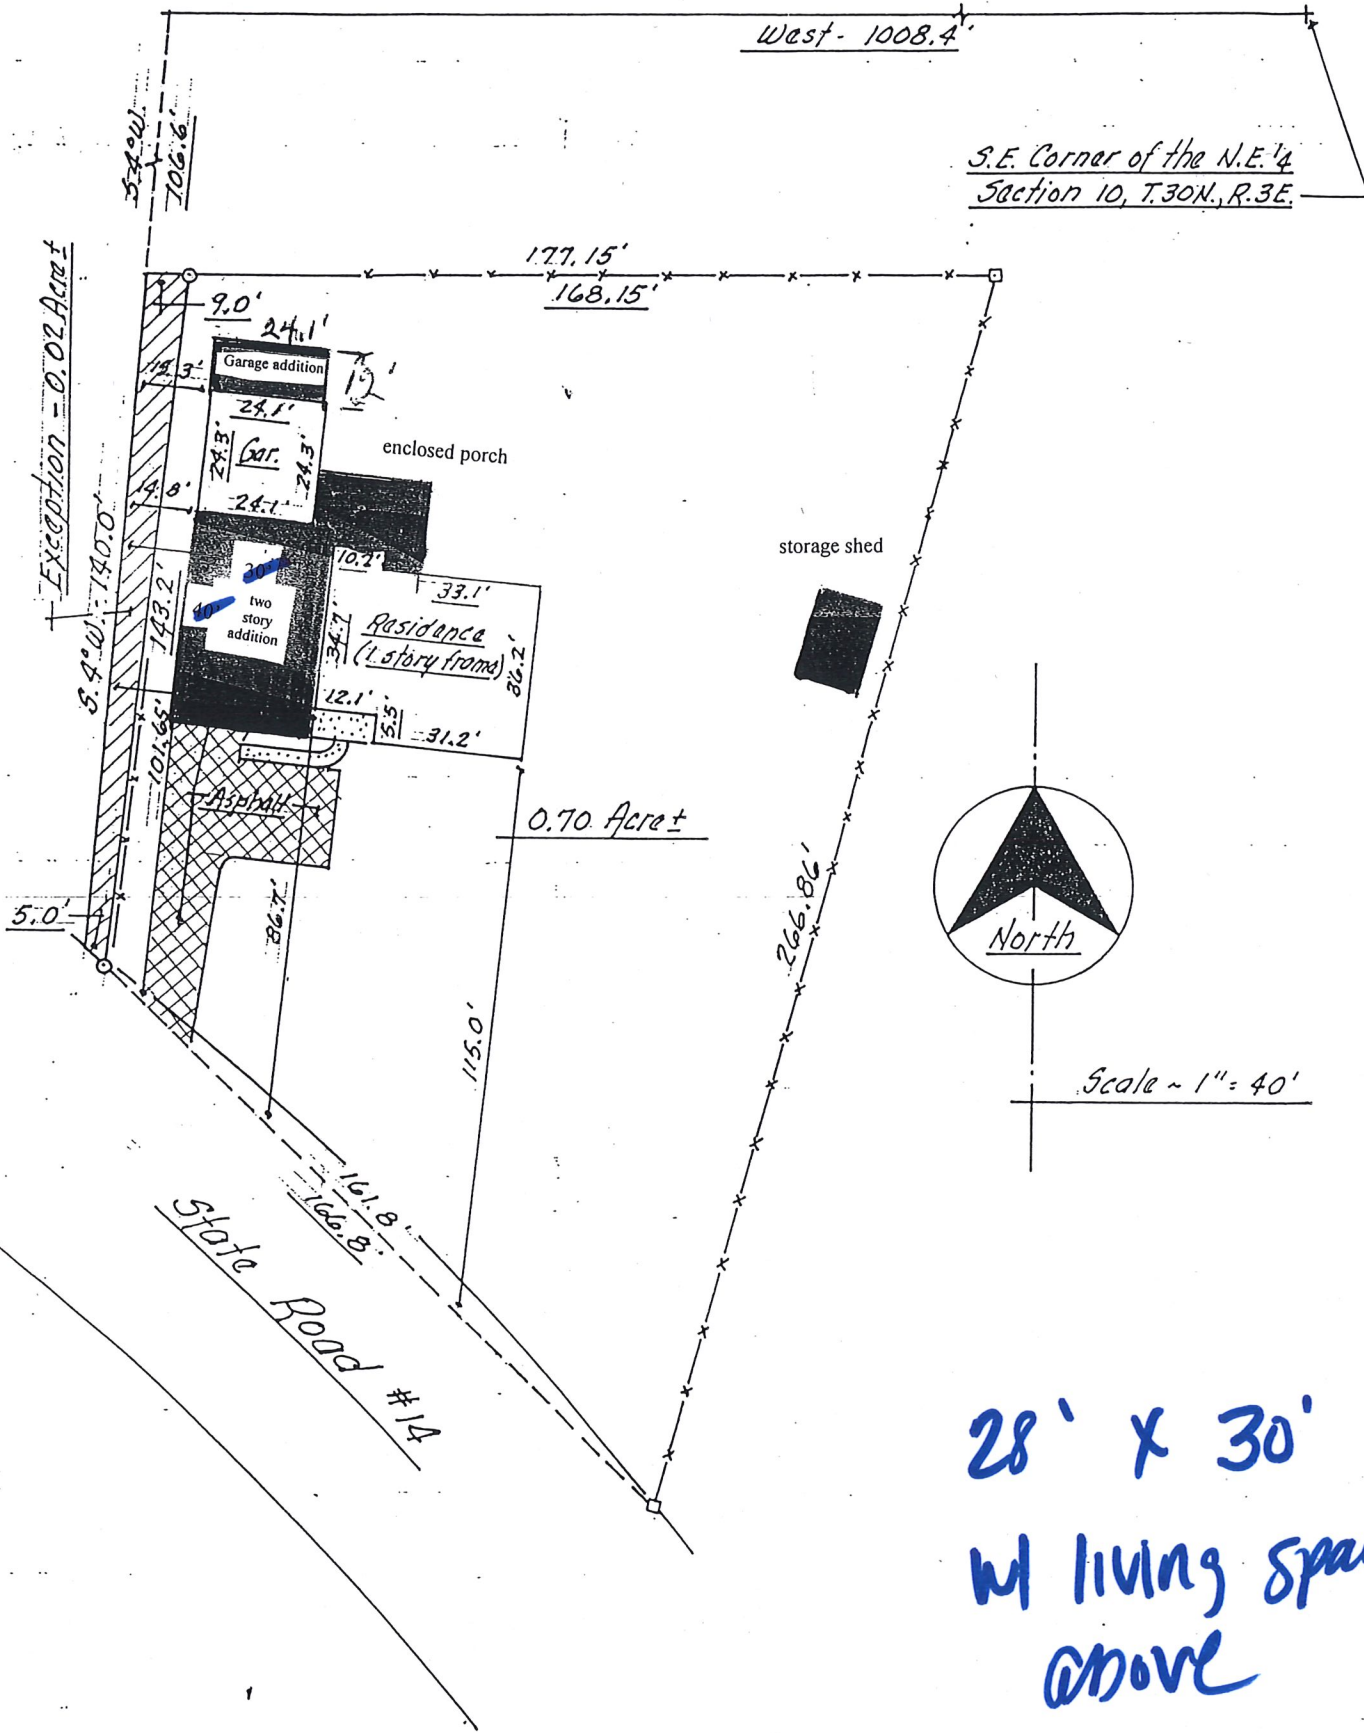 West - 1008.4'
S.4°W.
106.6'
S.E. Corner of the N.E.¼
Section 10, T.30N., R.3E.
177.15'
168.15'
Exception - 0.02 Acre±
9.0'
24.1'
Garage addition
12'
24.1'
24.3'
Gar.
24.3'
enclosed porch
14.8'
24.1'
storage shed
30'
10.2'
33.1'
40'
two
story
addition
34.7'
Residence
(1 story frame)
36.2'
S.4°W. - 140.0'
143.2'
101.65'
12.1'
5.5'
31.2'
Asphalt
0.70 Acre±
5.0'
86.7'
115.0'
266.86'
North
Scale ~ 1" = 40'
161.8'
166.8'
State Road #14
28' x 30'
w/ living
above